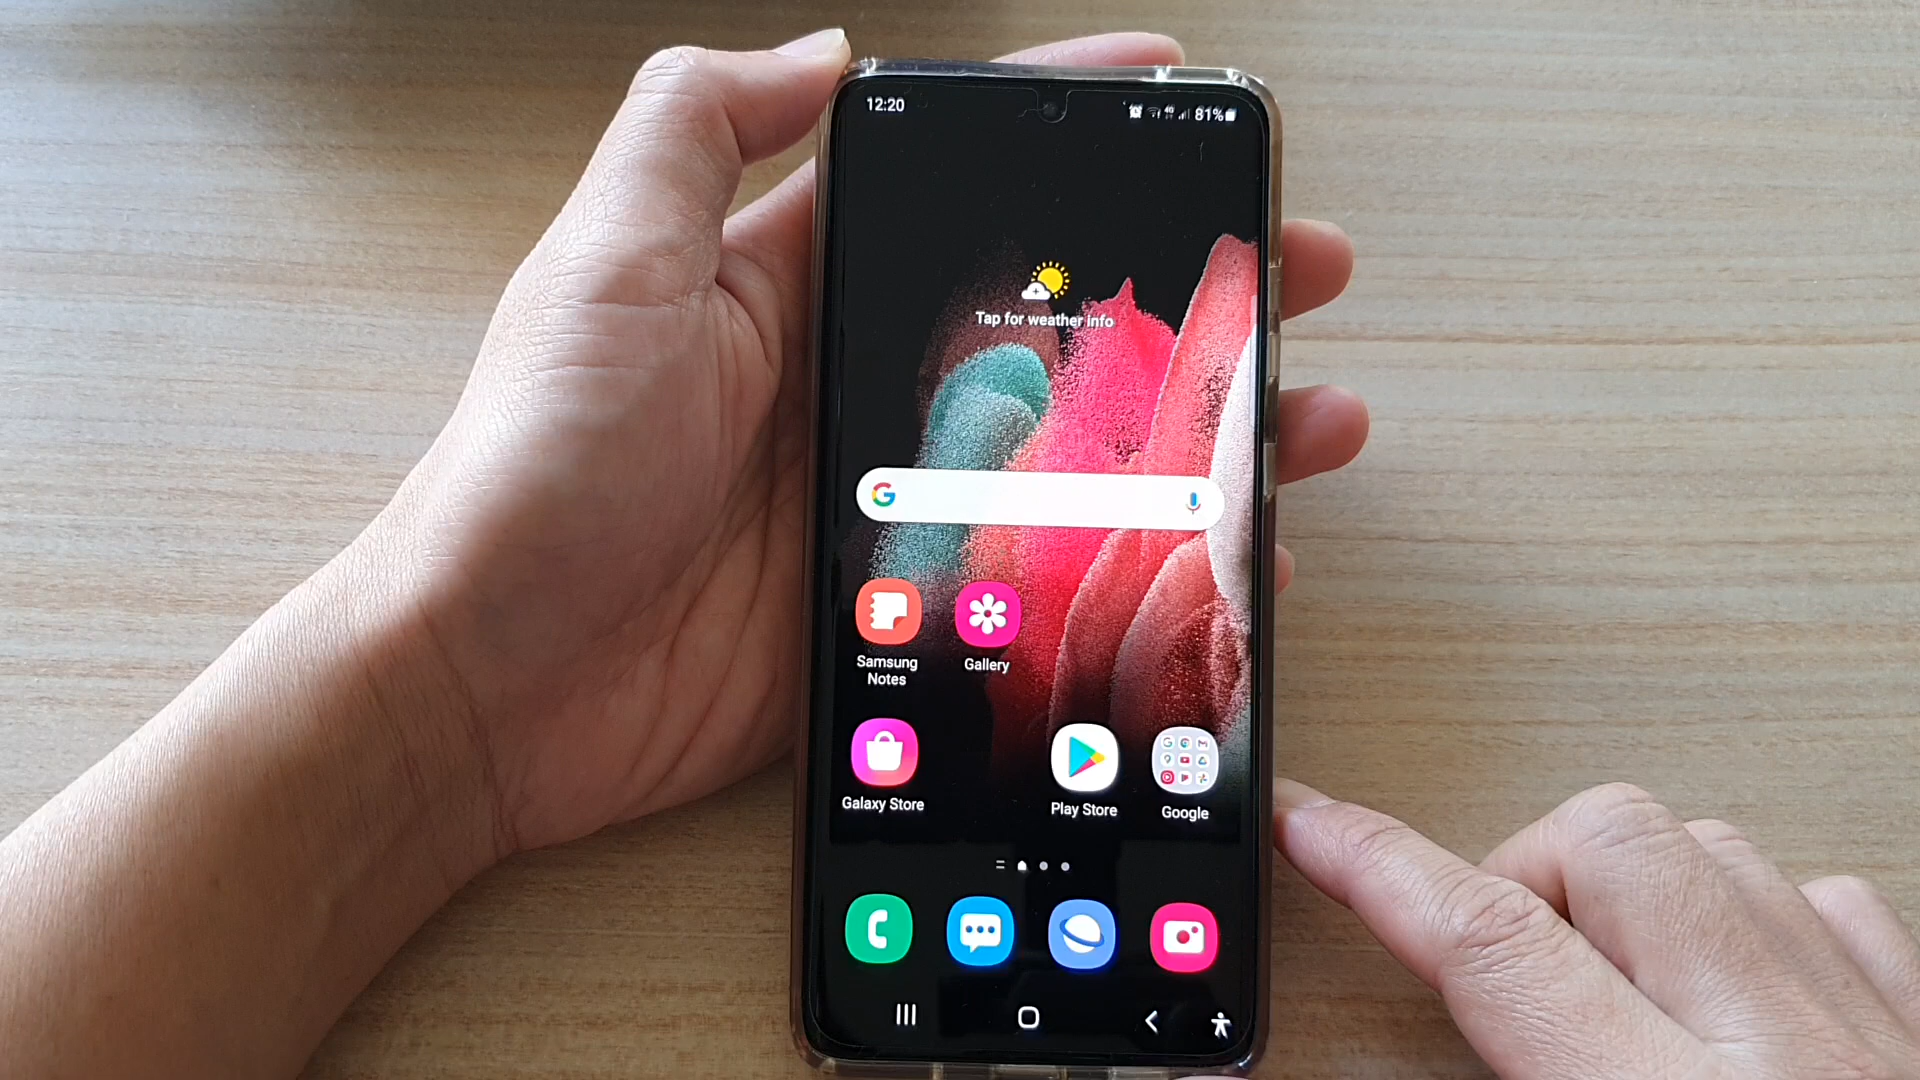 12:20
81%
Tap for weather info
Samsung
Notes
Gallery
Galaxy Store
Play Store
Google